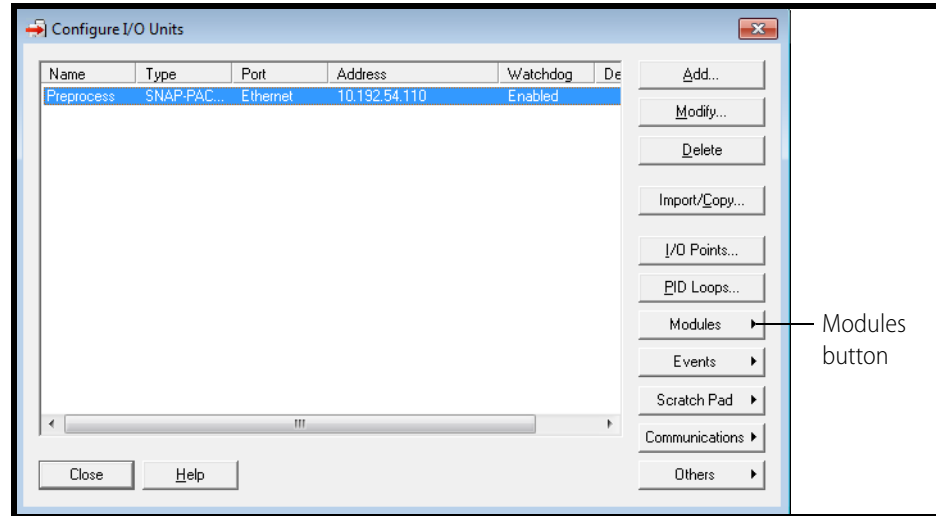 Configure I/O Units
Name Type Port Address Watchdog De
Preprocess SNAP-PAC... Ethernet 10.192.54.110 Enabled
Add...
Modify...
Delete
Import/Copy...
I/O Points...
PID Loops...
Modules
Events
Scratch Pad
Communications
Others
Close Help
Modules
button